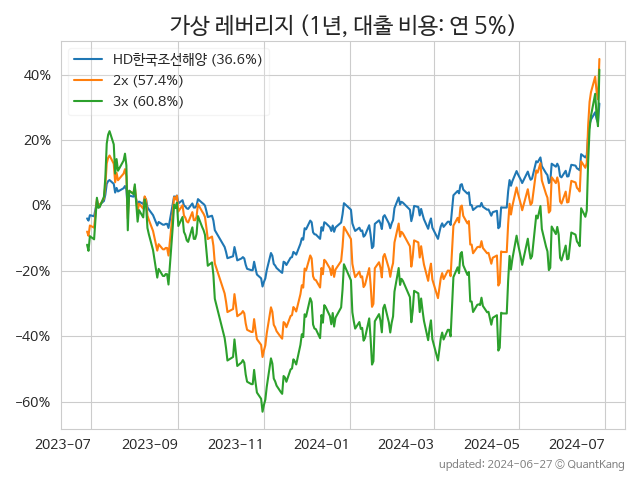 가상 레버리지 (1년, 대출 비용: 연 5%)
HD한국조선해양 (36.6%)
2x (57.4%)
3x (60.8%)
40%
20%
0%
−20%
−40%
−60%
2023-07 2023-09 2023-11 2024-01 2024-03 2024-05 2024-07
updated: 2024-06-27 © QuantKang